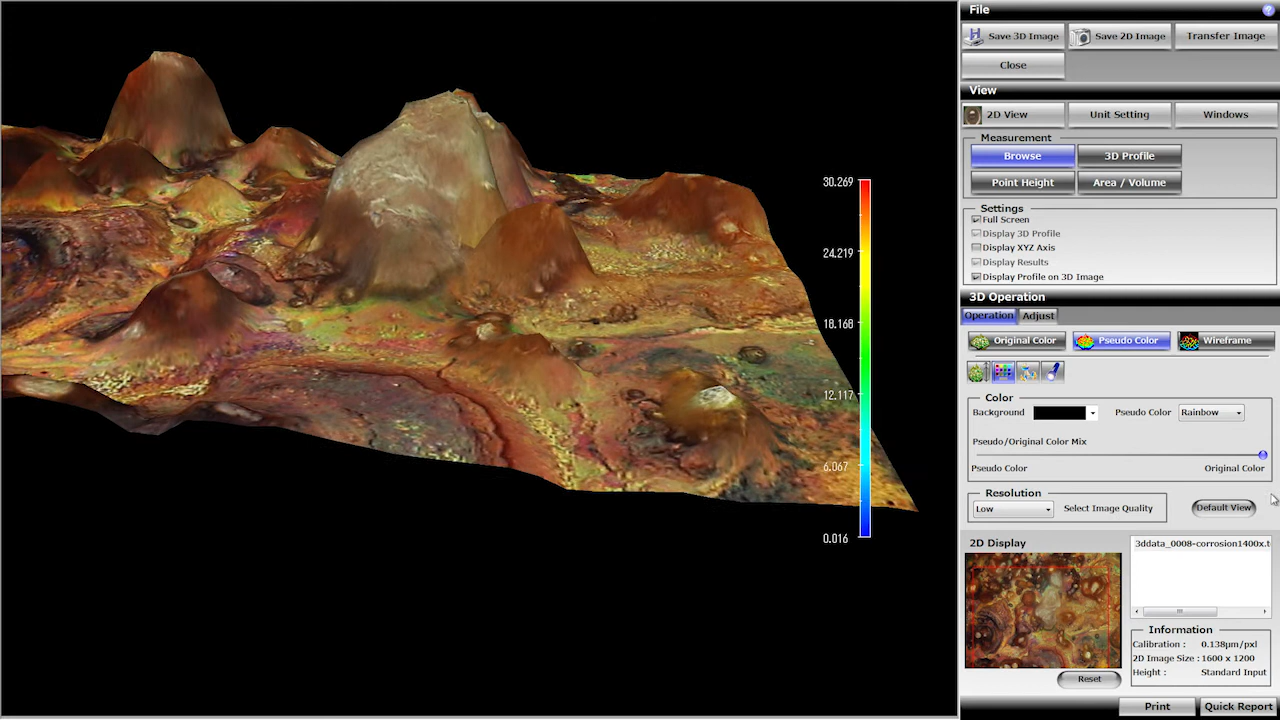 File
?
Save 3D Image
Save 2D Image
Transfer Image
Close
View
2D View
Unit Setting
Windows
Measurement
Browse
3D Profile
Point Height
Area / Volume
Settings
Full Screen
Display 3D Profile
Display XYZ Axis
Display Results
Display Profile on 3D Image
3D Operation
Operation
Adjust
Original Color
Pseudo Color
Wireframe
Color
Background
Pseudo Color
Rainbow
Pseudo/Original Color Mix
Pseudo Color
Original Color
Resolution
Low
Select Image Quality
Default View
2D Display
3ddata_0008-corrosion1400x.t
Information
Calibration : 0.138µm/pxl
2D Image Size : 1600 x 1200
Height : Standard Input
Reset
Print
Quick Report
30.269
24.219
18.168
12.117
6.067
0.016